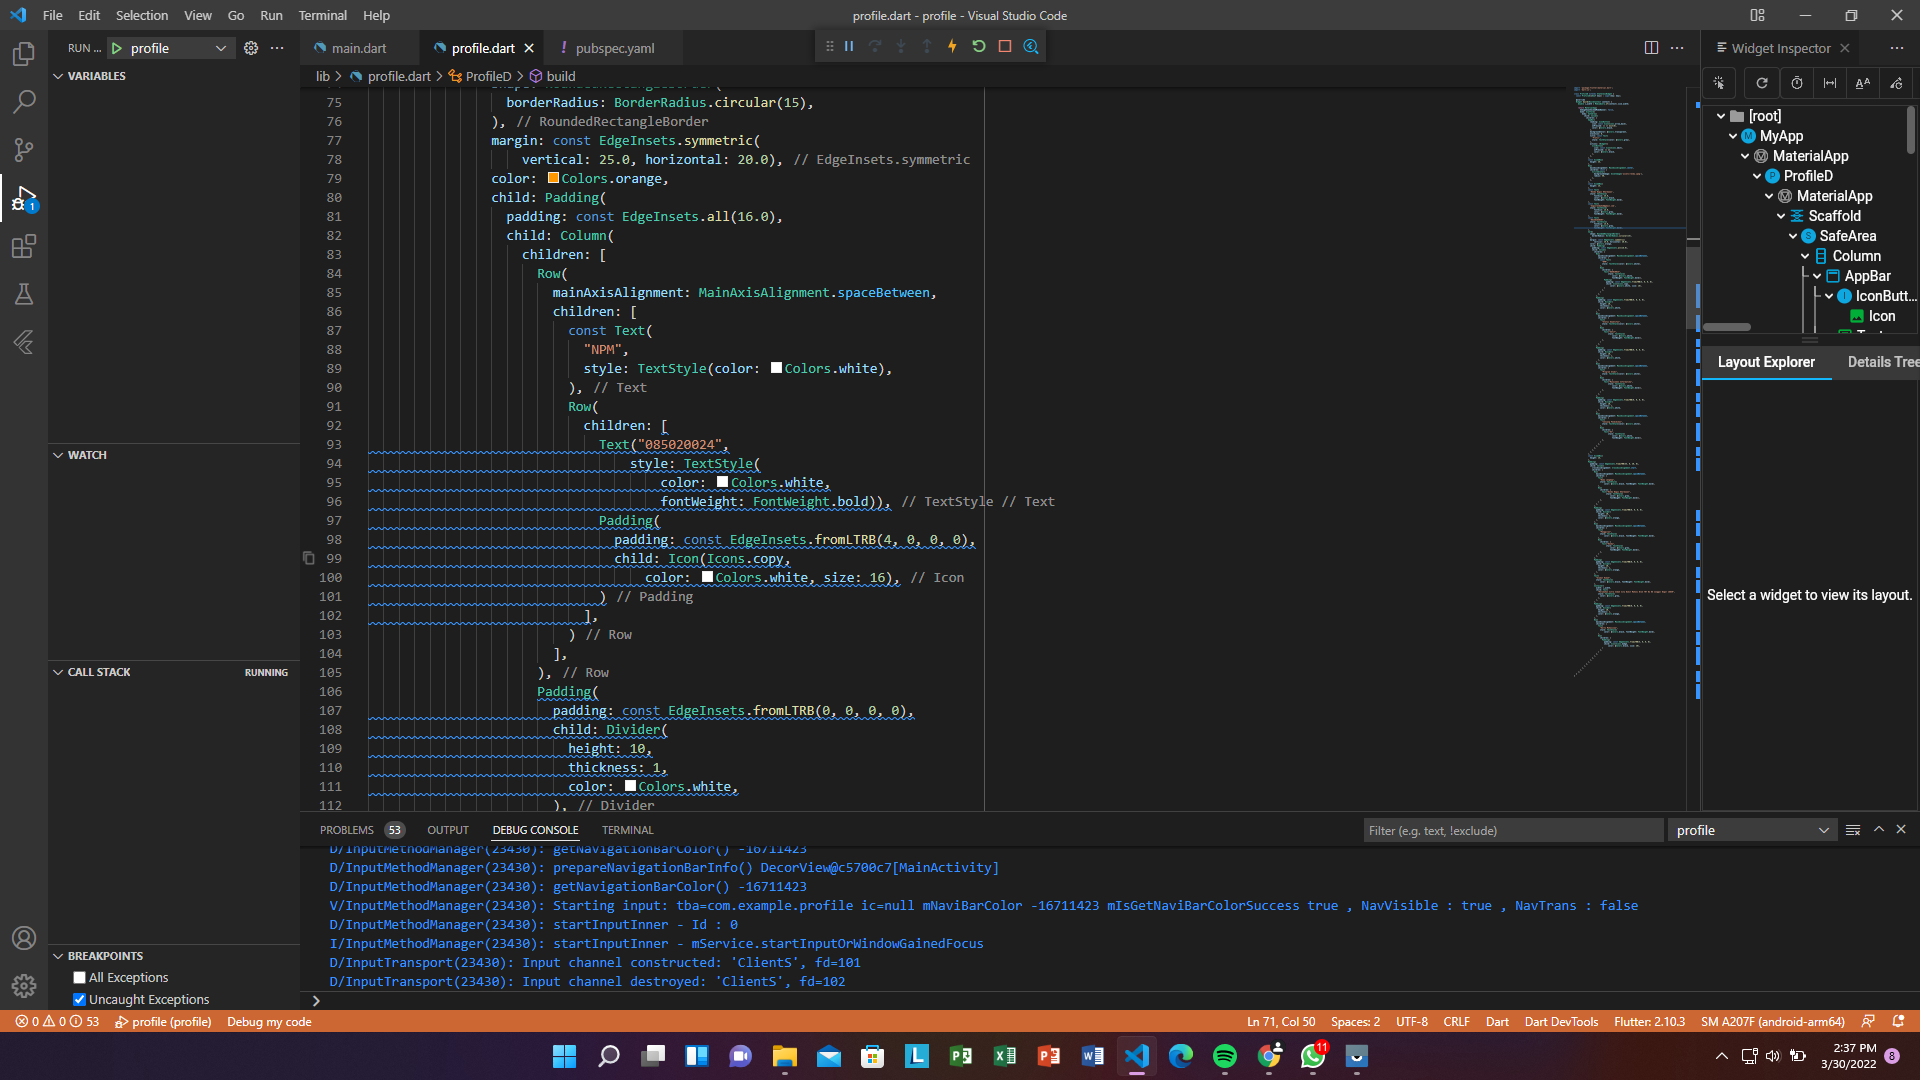 File Edit Selection View Go Run Terminal Help
profile.dart - profile - Visual Studio Code
RUN ... profile
main.dart profile.dart pubspec.yaml
Widget Inspector
VARIABLES
lib > profile.dart > ProfileD > build
75 borderRadius: BorderRadius.circular(15),
76 ), // RoundedRectangleBorder
77 margin: const EdgeInsets.symmetric(
78 vertical: 25.0, horizontal: 20.0), // EdgeInsets.symmetric
79 color: Colors.orange,
80 child: Padding(
81 padding: const EdgeInsets.all(16.0),
82 child: Column(
83 children: [
84 Row(
85 mainAxisAlignment: MainAxisAlignment.spaceBetween,
86 children: [
87 const Text(
88 "NPM",
89 style: TextStyle(color: Colors.white),
90 ), // Text
91 Row(
92 children: [
93 Text("085020024",
94 style: TextStyle(
95 color: Colors.white,
96 fontWeight: FontWeight.bold)), // TextStyle // Text
97 Padding(
98 padding: const EdgeInsets.fromLTRB(4, 0, 0, 0),
99 child: Icon(Icons.copy,
100 color: Colors.white, size: 16), // Icon
101 ) // Padding
102 ],
103 ) // Row
104 ],
105 ), // Row
106 Padding(
107 padding: const EdgeInsets.fromLTRB(0, 0, 0, 0),
108 child: Divider(
109 height: 10,
110 thickness: 1,
111 color: Colors.white,
112 ), // Divider
[root]
MyApp
MaterialApp
ProfileD
MaterialApp
Scaffold
SafeArea
Column
AppBar
IconButt...
Icon
Layout Explorer Details Tree
Select a widget to view its layout.
WATCH
CALL STACK RUNNING
BREAKPOINTS
All Exceptions
Uncaught Exceptions
1
PROBLEMS 53 OUTPUT DEBUG CONSOLE TERMINAL
Filter (e.g. text, !exclude)
profile
D/InputMethodManager(23430): getNavigationBarColor() -16711423
D/InputMethodManager(23430): prepareNavigationBarInfo() DecorView@c5700c7[MainActivity]
D/InputMethodManager(23430): getNavigationBarColor() -16711423
V/InputMethodManager(23430): Starting input: tba=com.example.profile ic=null mNaviBarColor -16711423 mIsGetNaviBarColorSuccess true , NavVisible : true , NavTrans : false
D/InputMethodManager(23430): startInputInner - Id : 0
I/InputMethodManager(23430): startInputInner - mService.startInputOrWindowGainedFocus
D/InputTransport(23430): Input channel constructed: 'ClientS', fd=101
D/InputTransport(23430): Input channel destroyed: 'ClientS', fd=102
0 0 53 profile (profile) Debug my code
Ln 71, Col 50 Spaces: 2 UTF-8 CRLF Dart Dart DevTools Flutter: 2.10.3 SM A207F (android-arm64)
11
2:37 PM
3/30/2022
8